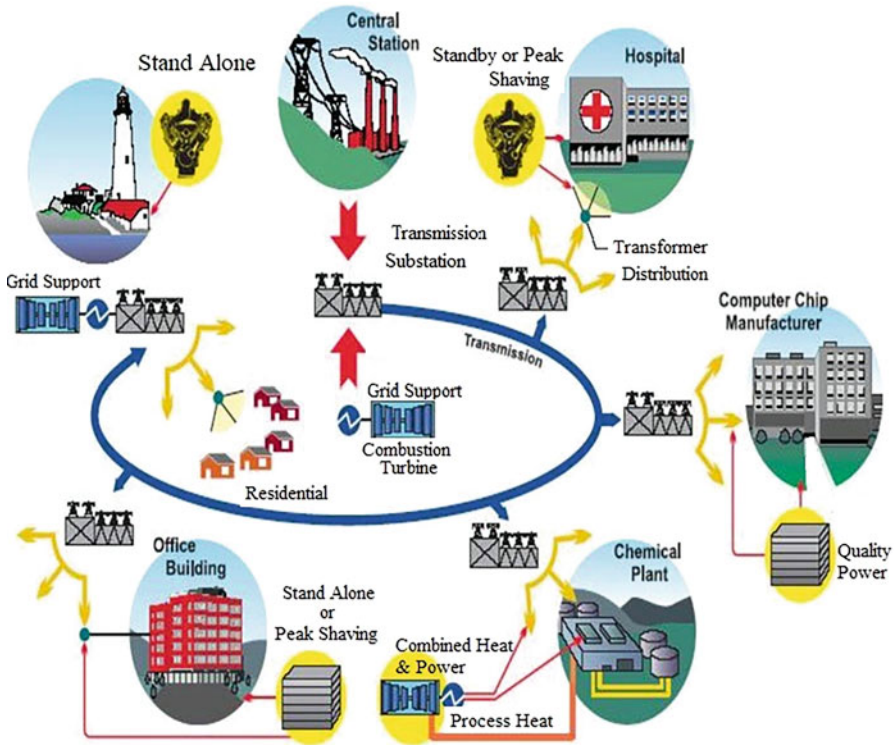 Central
Station
Stand Alone
Standby or Peak
Shaving
Hospital
Transmission
Substation
Transformer
Distribution
Grid Support
Computer Chip
Manufacturer
Transmission
Grid Support
Combustion
Turbine
Residential
Office
Building
Stand Alone
or
Peak Shaving
Chemical
Plant
Quality
Power
Combined Heat
& Power
Process Heat